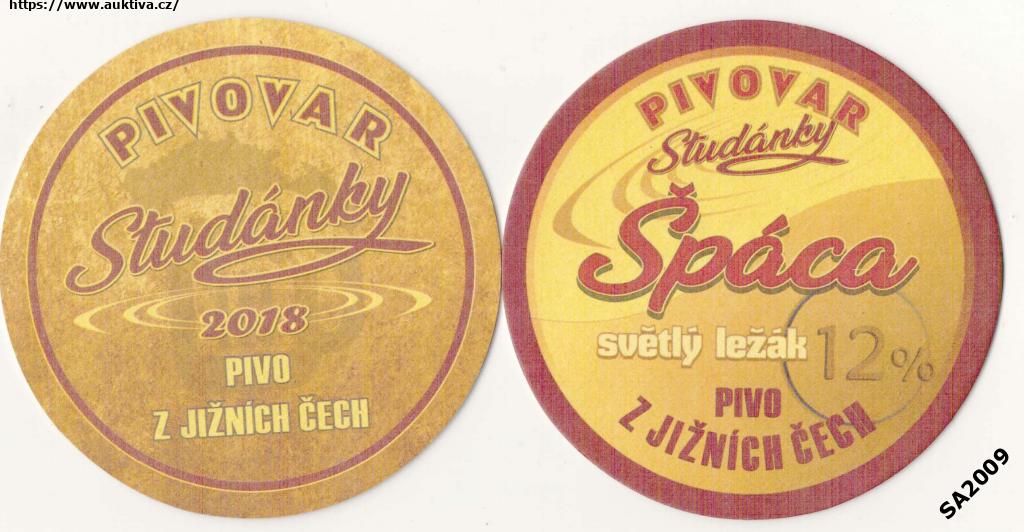 https://www.auktiva.cz/
PIVOVAR
Studánky
2018
PIVO
Z JIŽNÍCH ČECH
PIVOVAR
Studánky
Špáca
světlý ležák 12%
PIVO
Z JIŽNÍCH ČECH
SA2009